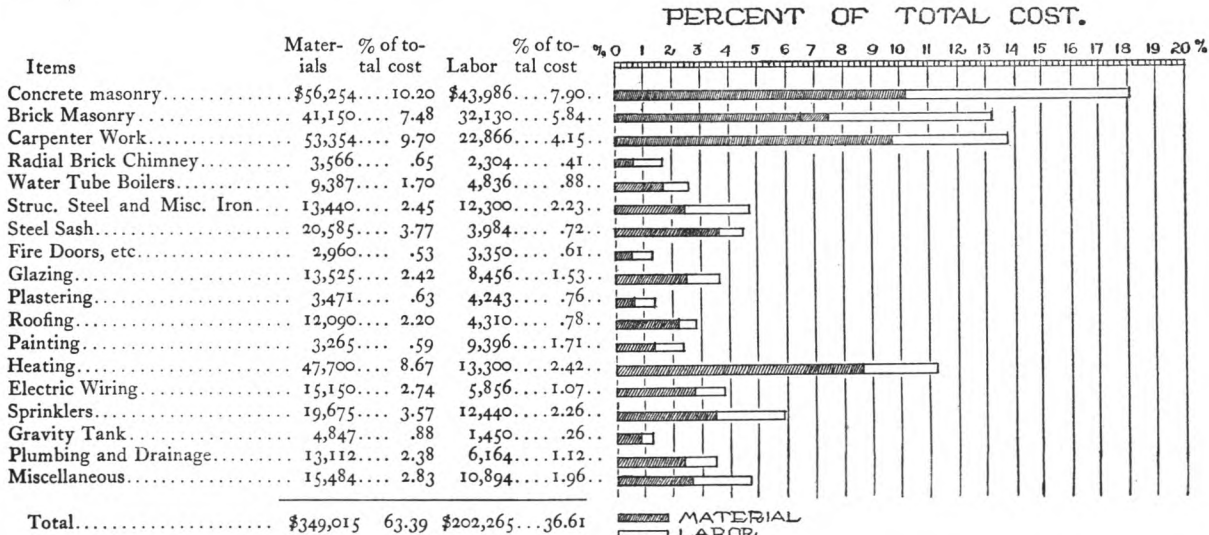 PERCENT OF TOTAL COST.
Mater- % of to- % of to-
Items ials tal cost Labor tal cost
% 0 1 2 3 4 5 6 7 8 9 10 11 12 13 14 15 16 17 18 19 20 %
Concrete masonry............... $56,254....10.20 $43,986....7.90..
Brick Masonry.................. 41,150.... 7.48 32,130....5.84..
Carpenter Work................. 53,354.... 9.70 22,866....4.15..
Radial Brick Chimney........... 3,566.... .65 2,304.... .41..
Water Tube Boilers............. 9,387.... 1.70 4,836.... .88..
Struc. Steel and Misc. Iron.... 13,440.... 2.45 12,300....2.23..
Steel Sash..................... 20,585.... 3.77 3,984.... .72..
Fire Doors, etc................ 2,960.... .53 3,350.... .61..
Glazing........................ 13,525.... 2.42 8,456....1.53..
Plastering..................... 3,471.... .63 4,243.... .76..
Roofing........................ 12,090.... 2.20 4,310.... .78..
Painting....................... 3,265.... .59 9,396....1.71..
Heating........................ 47,700.... 8.67 13,300....2.42..
Electric Wiring................ 15,150.... 2.74 5,856....1.07..
Sprinklers..................... 19,675.... 3.57 12,440....2.26..
Gravity Tank................... 4,847.... .88 1,450.... .26..
Plumbing and Drainage.......... 13,112.... 2.38 6,164....1.12..
Miscellaneous.................. 15,484.... 2.83 10,894....1.96..
Total...................... $349,015 63.39 $202,265...36.61
MATERIAL
LABOR